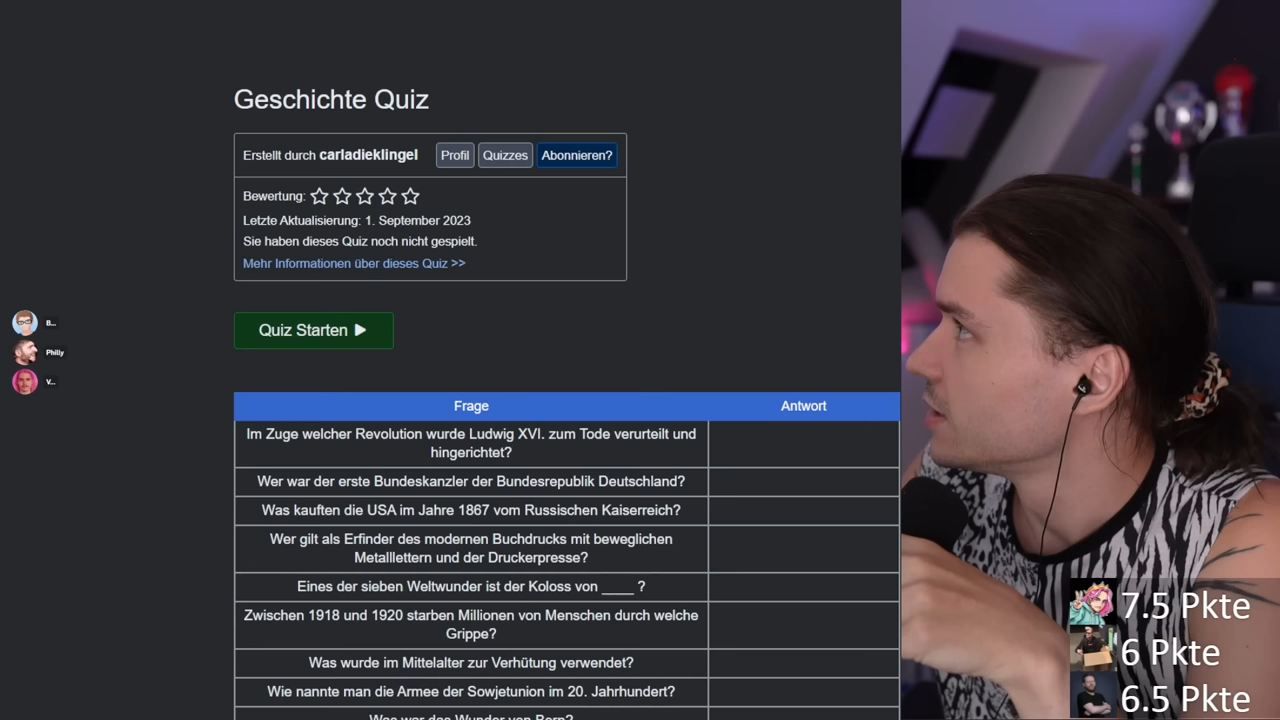 Geschichte Quiz
Erstellt durch carladieklingel Profil Quizzes Abonnieren?
Bewertung:
Letzte Aktualisierung: 1. September 2023
Sie haben dieses Quiz noch nicht gespielt.
Mehr Informationen über dieses Quiz >>
B...
Quiz Starten
Philly
V...
Frage Antwort
Im Zuge welcher Revolution wurde Ludwig XVI. zum Tode verurteilt und
hingerichtet?
Wer war der erste Bundeskanzler der Bundesrepublik Deutschland?
Was kauften die USA im Jahre 1867 vom Russischen Kaiserreich?
Wer gilt als Erfinder des modernen Buchdrucks mit beweglichen
Metalllettern und der Druckerpresse?
Eines der sieben Weltwunder ist der Koloss von ____ ?
Zwischen 1918 und 1920 starben Millionen von Menschen durch welche
Grippe?
Was wurde im Mittelalter zur Verhütung verwendet?
Wie nannte man die Armee der Sowjetunion im 20. Jahrhundert?
Was war das Wunder von Bern?
7.5 Pkte
6 Pkte
6.5 Pkte